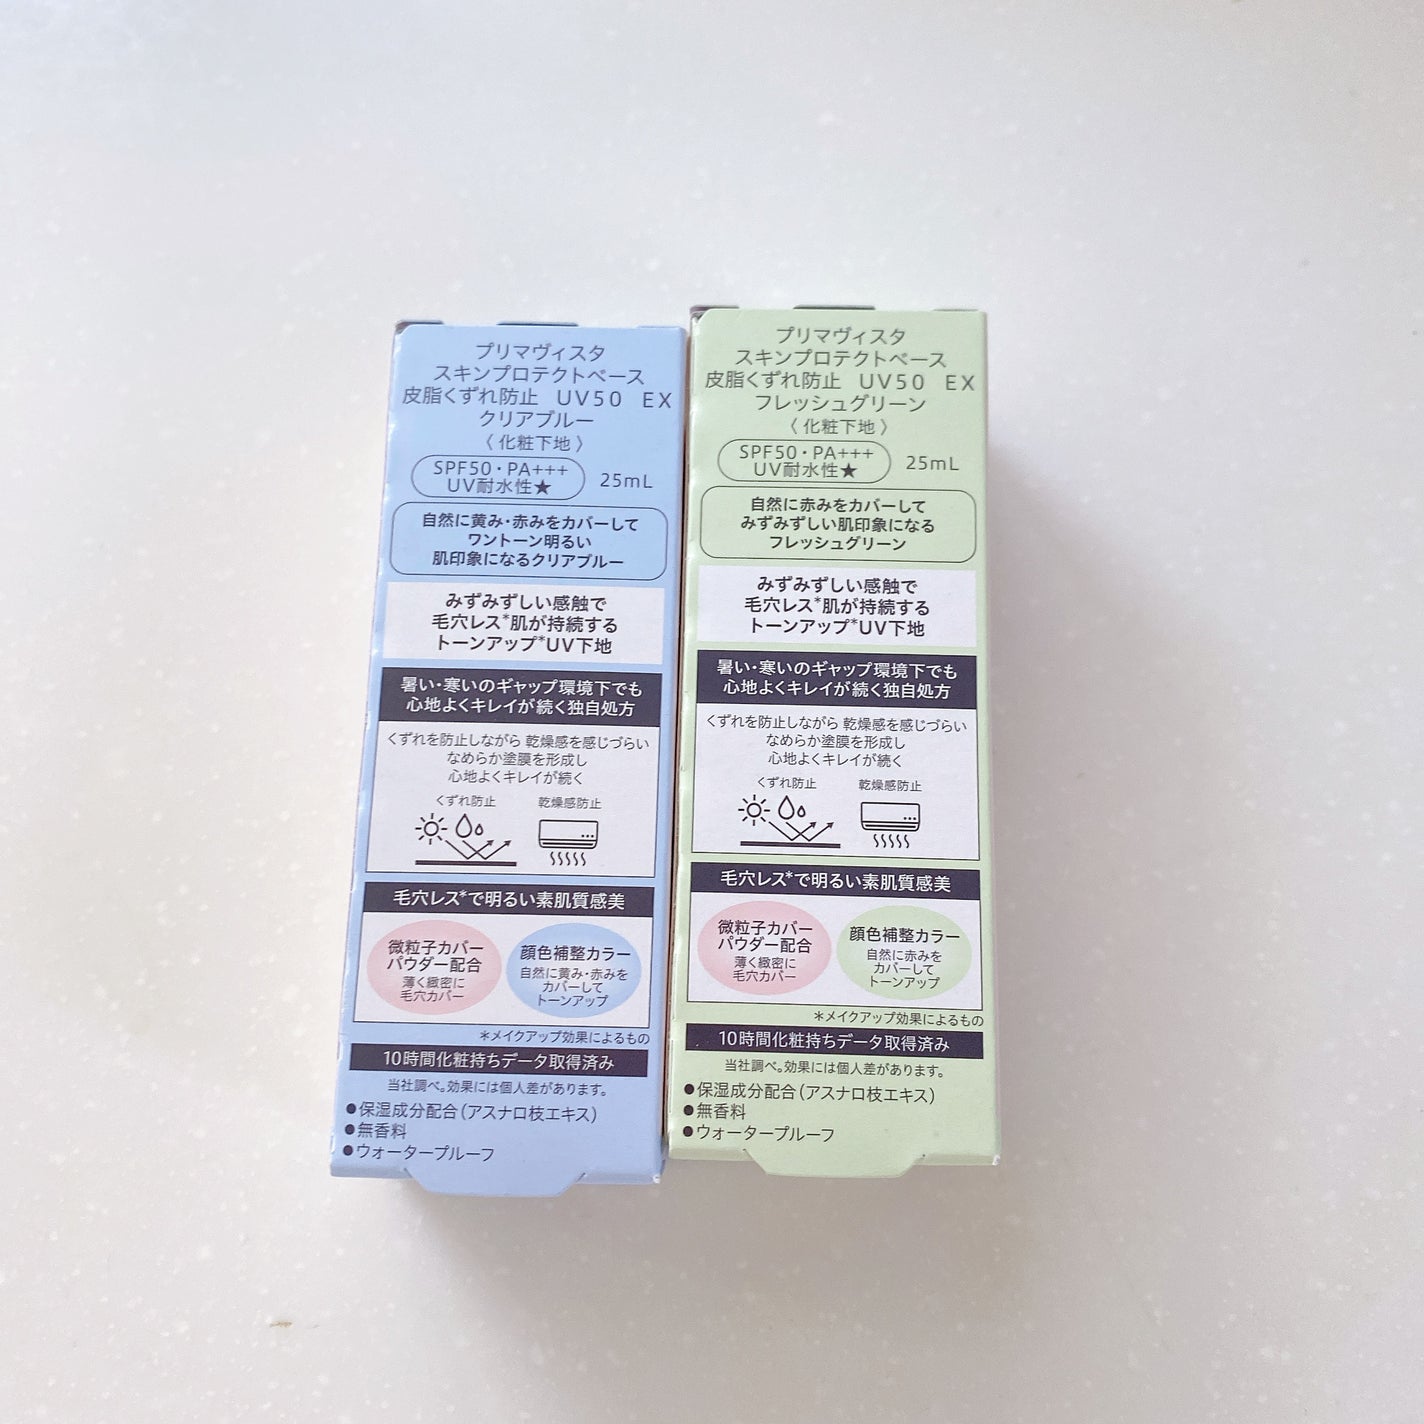 プリマヴィスタ
スキンプロテクトベース
皮脂くずれ防止 UV50 EX
クリアブルー
〈化粧下地〉
SPF50・PA+++
UV耐水性★
25mL
自然に黄み・赤みをカバーして
ワントーン明るい
肌印象になるクリアブルー
みずみずしい感触で
毛穴レス*肌が持続する
トーンアップ*UV下地
暑い・寒いのギャップ環境下でも
心地よくキレイが続く独自処方
くずれを防止しながら 乾燥感を感じづらい
なめらか塗膜を形成し
心地よくキレイが続く
くずれ防止
乾燥感防止
毛穴レス*で明るい素肌質感美
微粒子カバー
パウダー配合
薄く緻密に
毛穴カバー
顔色補整カラー
自然に黄み・赤みを
カバーして
トーンアップ
*メイクアップ効果によるもの
10時間化粧持ちデータ取得済み
当社調べ。効果には個人差があります。
●保湿成分配合(アスナロ枝エキス)
●無香料
●ウォータープルーフ
プリマヴィスタ
スキンプロテクトベース
皮脂くずれ防止 UV50 EX
フレッシュグリーン
〈化粧下地〉
SPF50・PA+++
UV耐水性★
25mL
自然に赤みをカバーして
みずみずしい肌印象になる
フレッシュグリーン
みずみずしい感触で
毛穴レス*肌が持続する
トーンアップ*UV下地
暑い・寒いのギャップ環境下でも
心地よくキレイが続く独自処方
くずれを防止しながら 乾燥感を感じづらい
なめらか塗膜を形成し
心地よくキレイが続く
くずれ防止
乾燥感防止
毛穴レス*で明るい素肌質感美
微粒子カバー
パウダー配合
薄く緻密に
毛穴カバー
顔色補整カラー
自然に赤みを
カバーして
トーンアップ
*メイクアップ効果によるもの
10時間化粧持ちデータ取得済み
当社調べ。効果には個人差があります。
●保湿成分配合(アスナロ枝エキス)
●無香料
●ウォータープルーフ